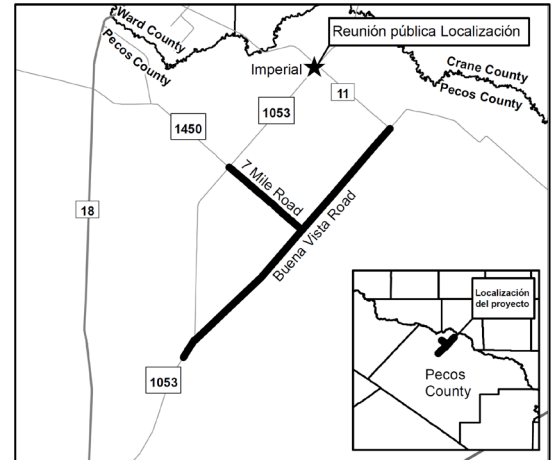 Reunión pública Localización
Ward County
Pecos County
Crane County
Pecos County
Imperial
11
1053
1450
7 Mile Road
18
Buena Vista Road
1053
Localización
del proyecto
Pecos
County